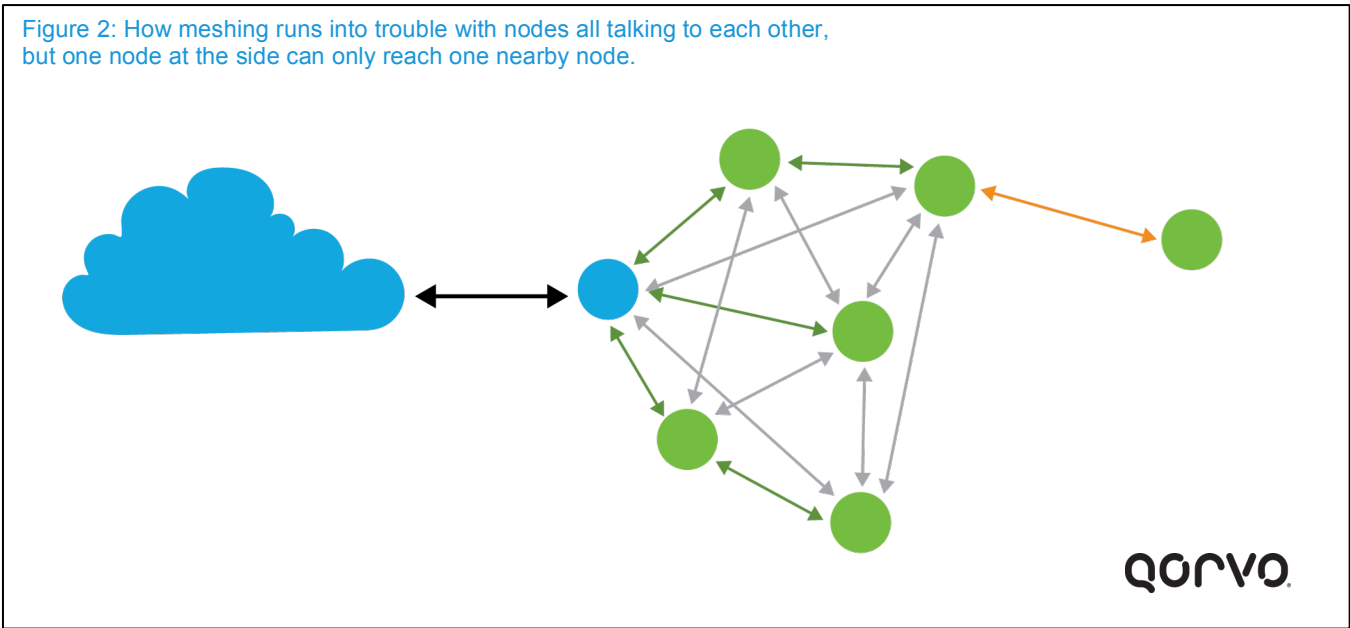 Figure 2: How meshing runs into trouble with nodes all talking to each other,
but one node at the side can only reach one nearby node.
QORVO